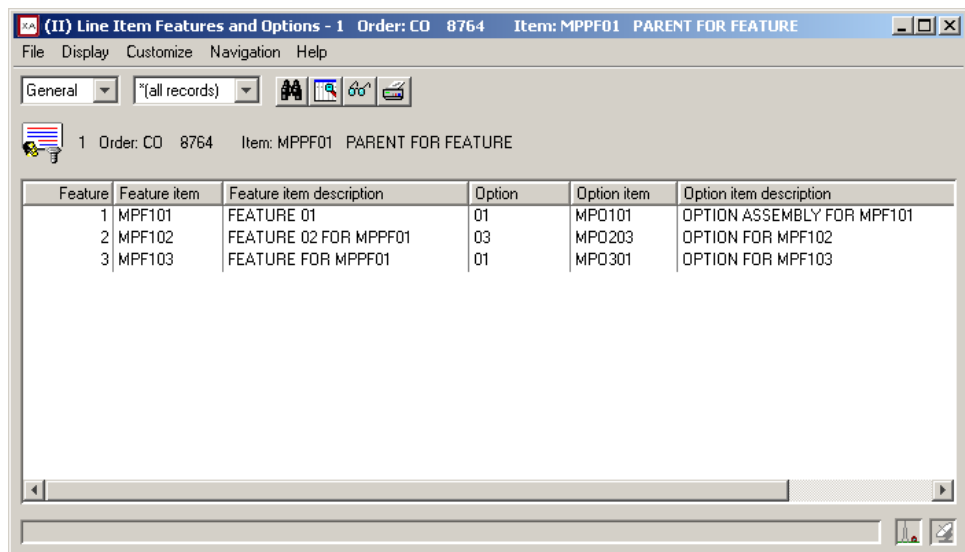 XA (II) Line Item Features and Options - 1 Order: CO 8764 Item: MPPF01 PARENT FOR FEATURE
File Display Customize Navigation Help
General *(all records)
1 Order: CO 8764 Item: MPPF01 PARENT FOR FEATURE
Feature Feature item Feature item description Option Option item Option item description
1 MPF101 FEATURE 01 01 MPO101 OPTION ASSEMBLY FOR MPF101
2 MPF102 FEATURE 02 FOR MPPF01 03 MPO203 OPTION FOR MPF102
3 MPF103 FEATURE FOR MPPF01 01 MPO301 OPTION FOR MPF103